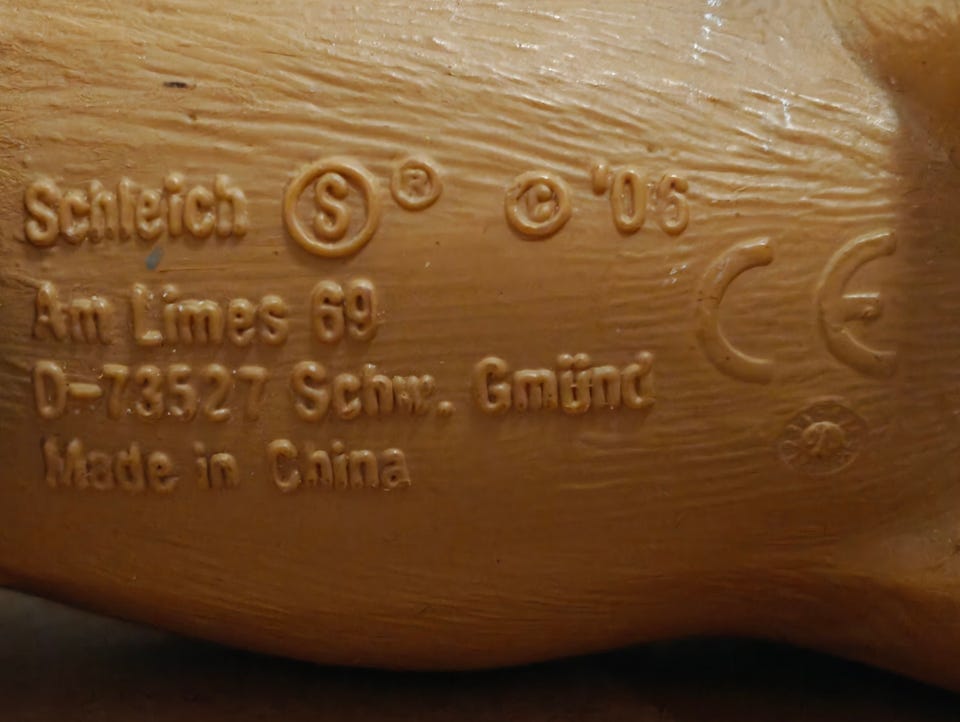 Schleich Ⓢ ® © '06
Am Limes 69 CE
D-73527 Schw. Gmünd
Made in China